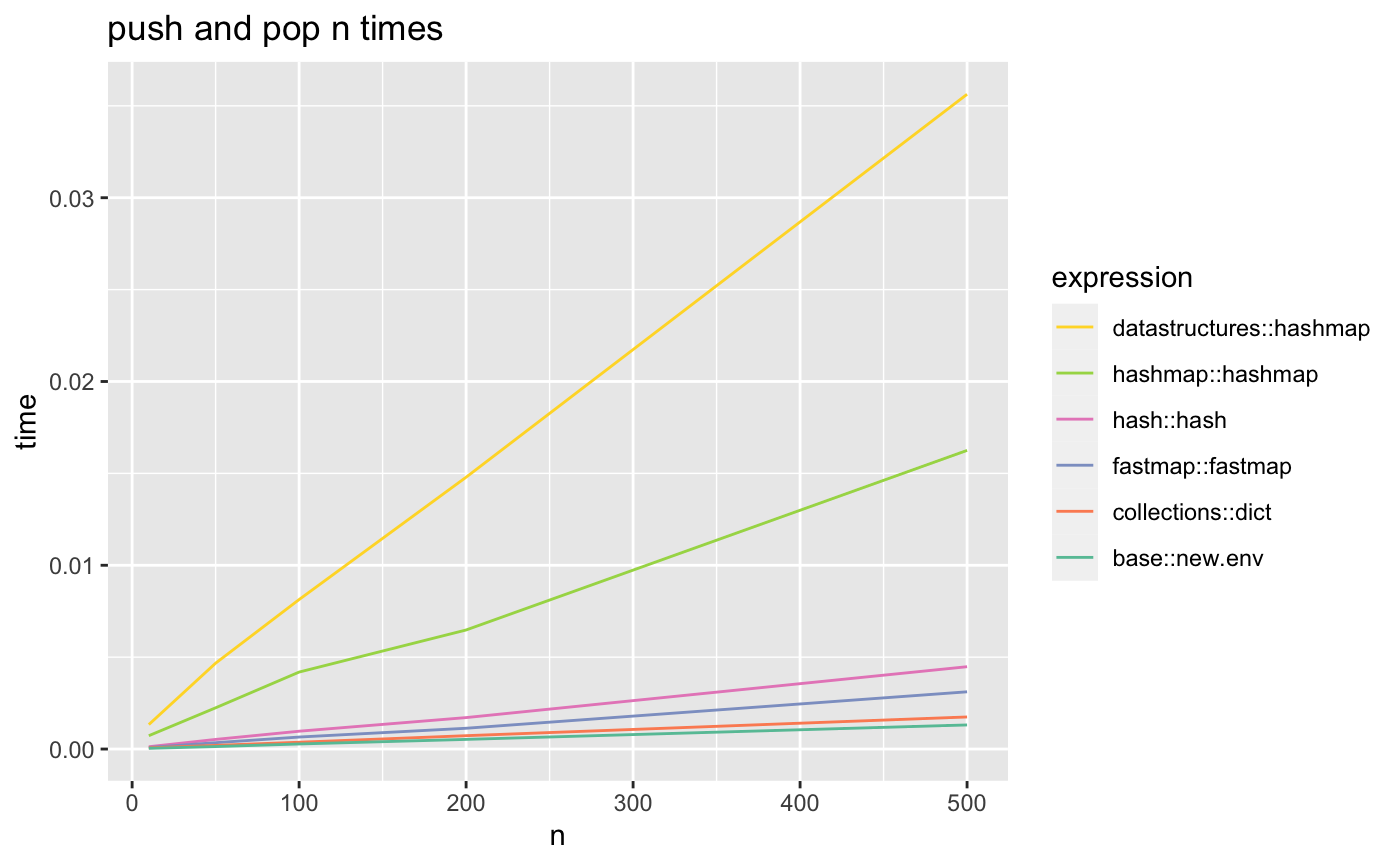 push and pop n times
time
0.03
0.02
0.01
0.00
0 100 200 300 400 500
n
expression
datastructures::hashmap
hashmap::hashmap
hash::hash
fastmap::fastmap
collections::dict
base::new.env